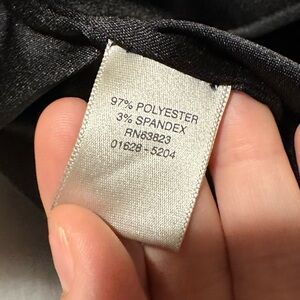 97% POLYESTER
3% SPANDEX
RN63823
01628 - 5204